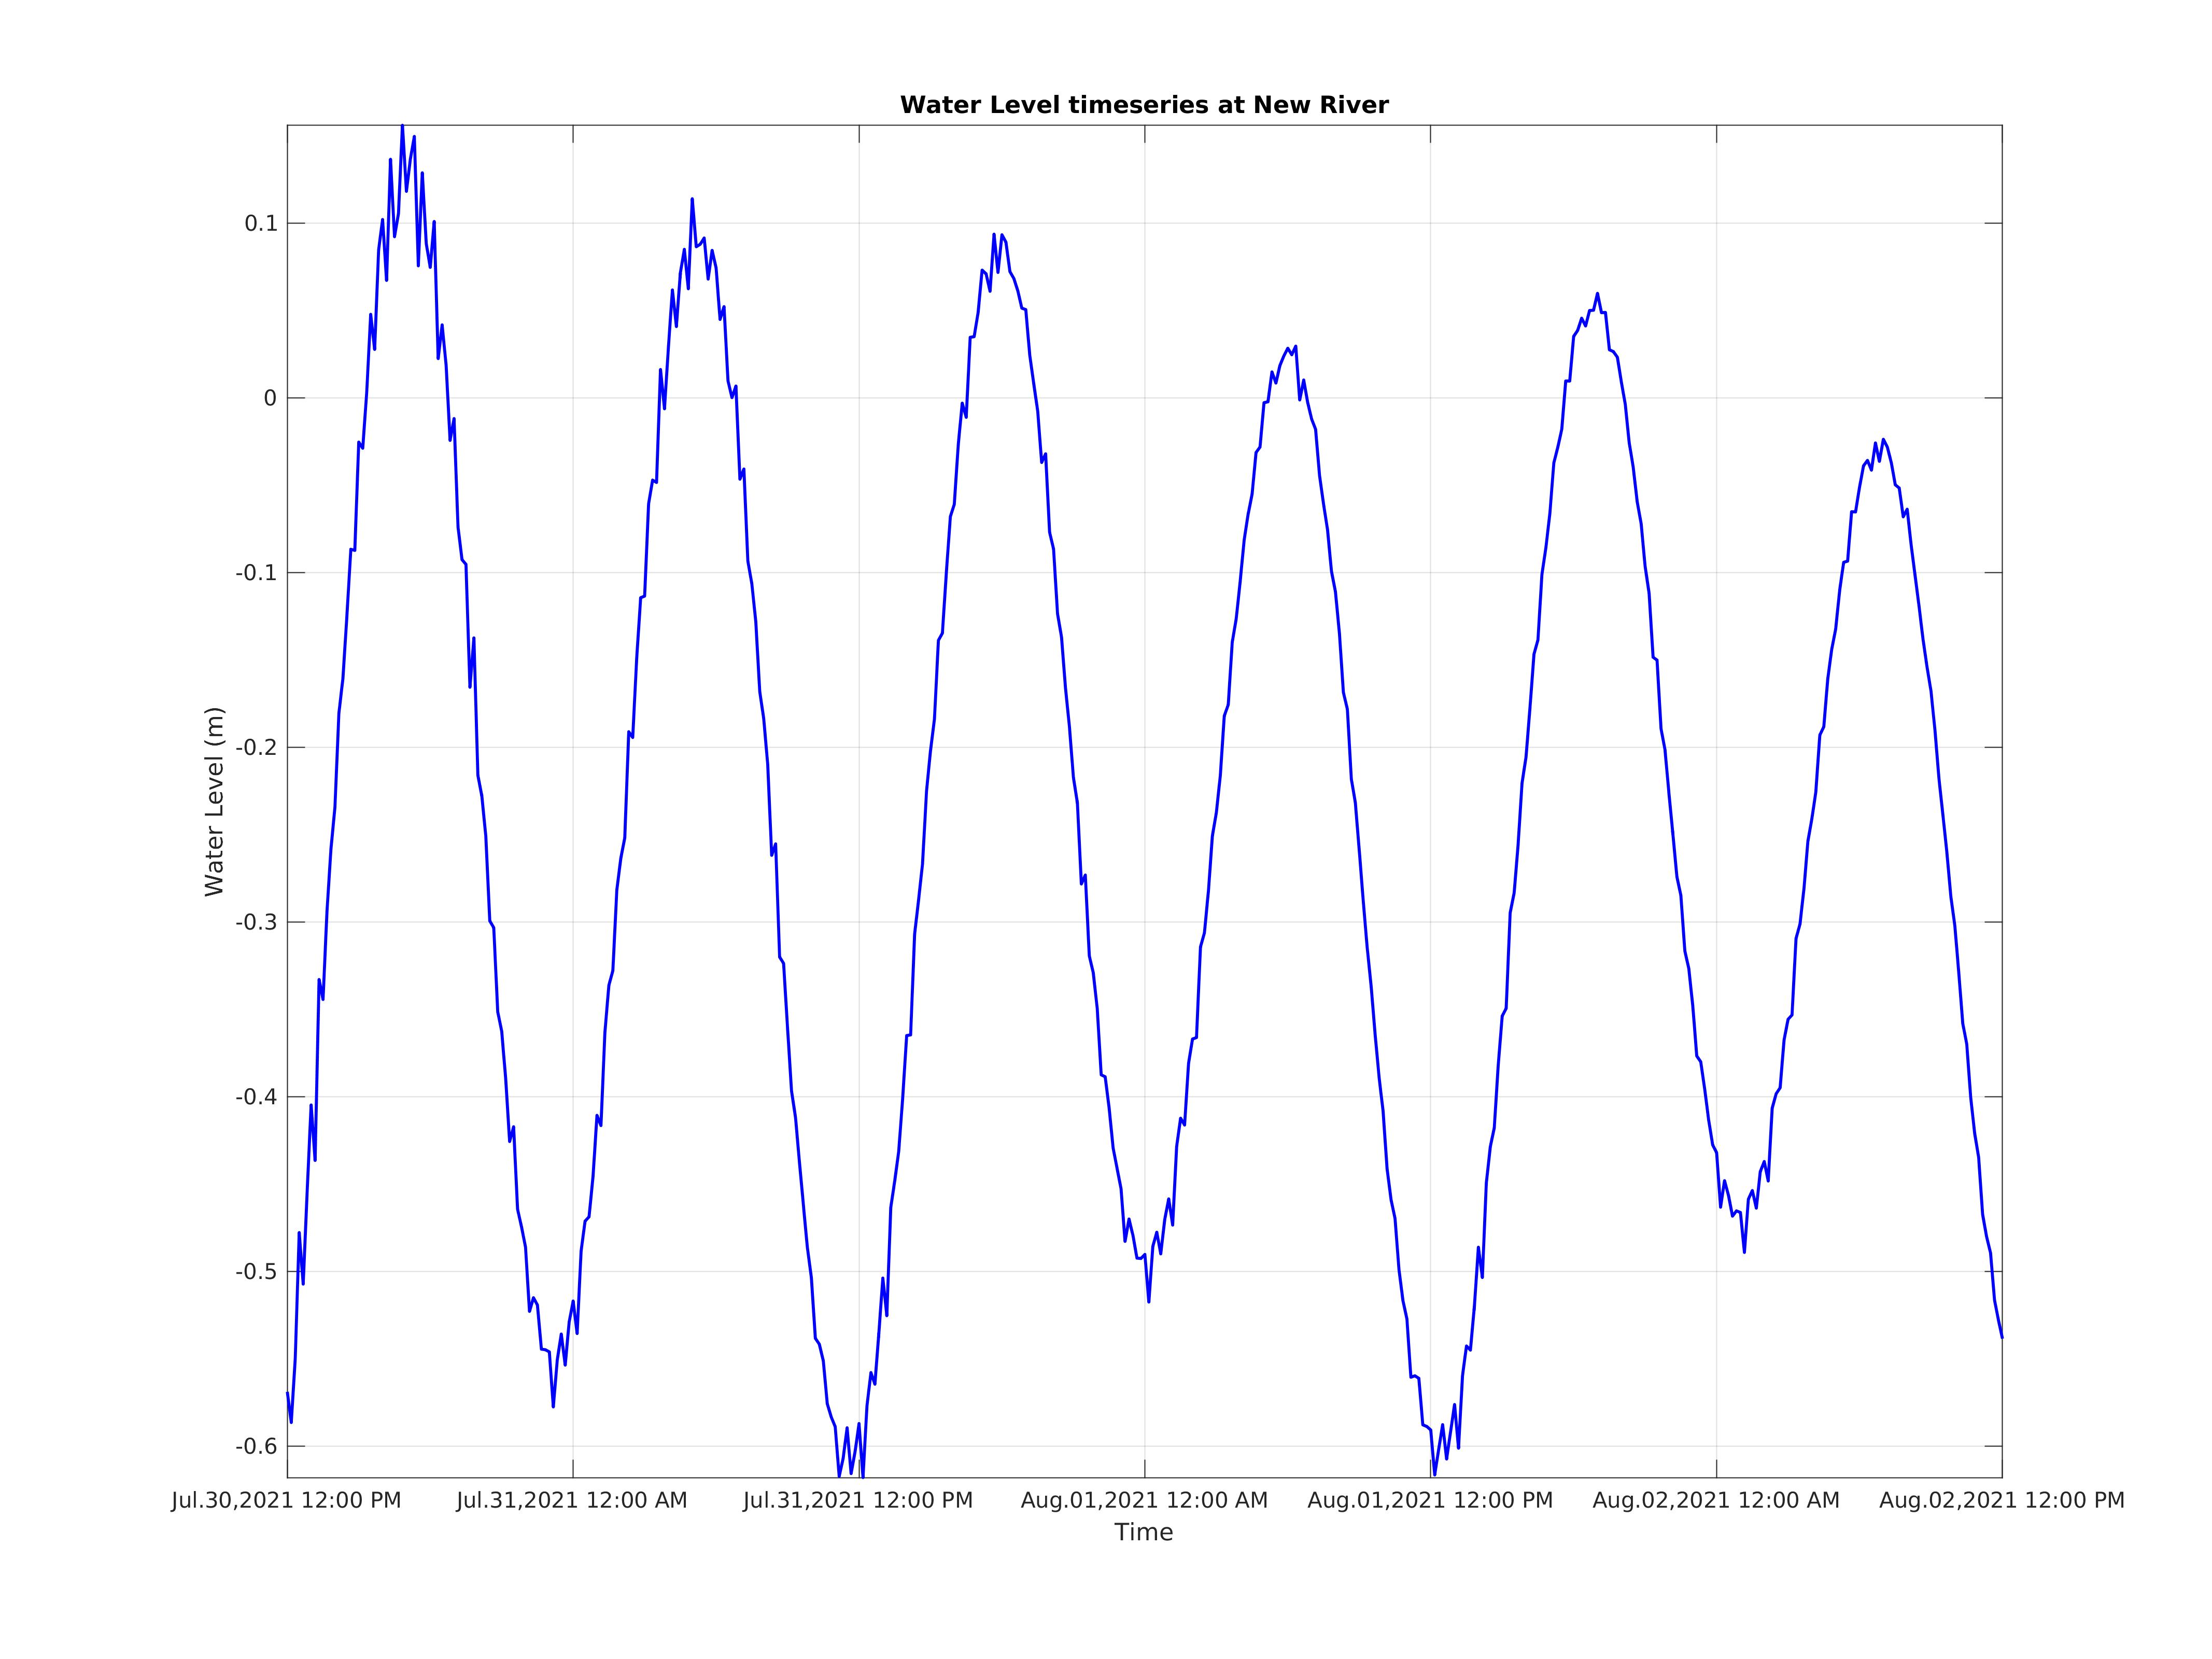 Water Level timeseries at New River
0.1
0
-0.1
-0.2
-0.3
-0.4
-0.5
-0.6
Water Level (m)
Jul.30,2021 12:00 PM
Jul.31,2021 12:00 AM
Jul.31,2021 12:00 PM
Aug.01,2021 12:00 AM
Aug.01,2021 12:00 PM
Aug.02,2021 12:00 AM
Aug.02,2021 12:00 PM
Time